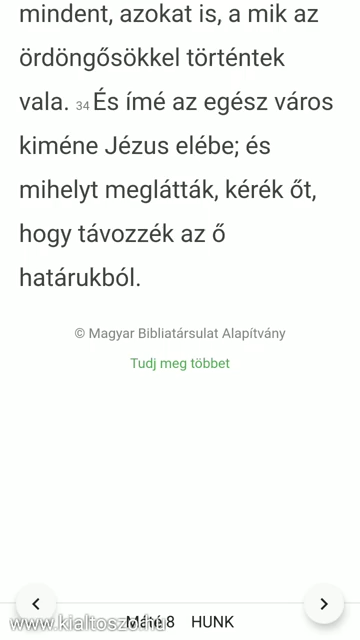 mindent, azokat is, a mik az
ördöngősökkel történtek
vala. 34 És ímé az egész város
kiméne Jézus elébe; és
mihelyt meglátták, kérék őt,
hogy távozzék az ő
határukból.
© Magyar Bibliatársulat Alapítvány
Tudj meg többet
Máté 8 HUNK
www.kialtoszo.hu